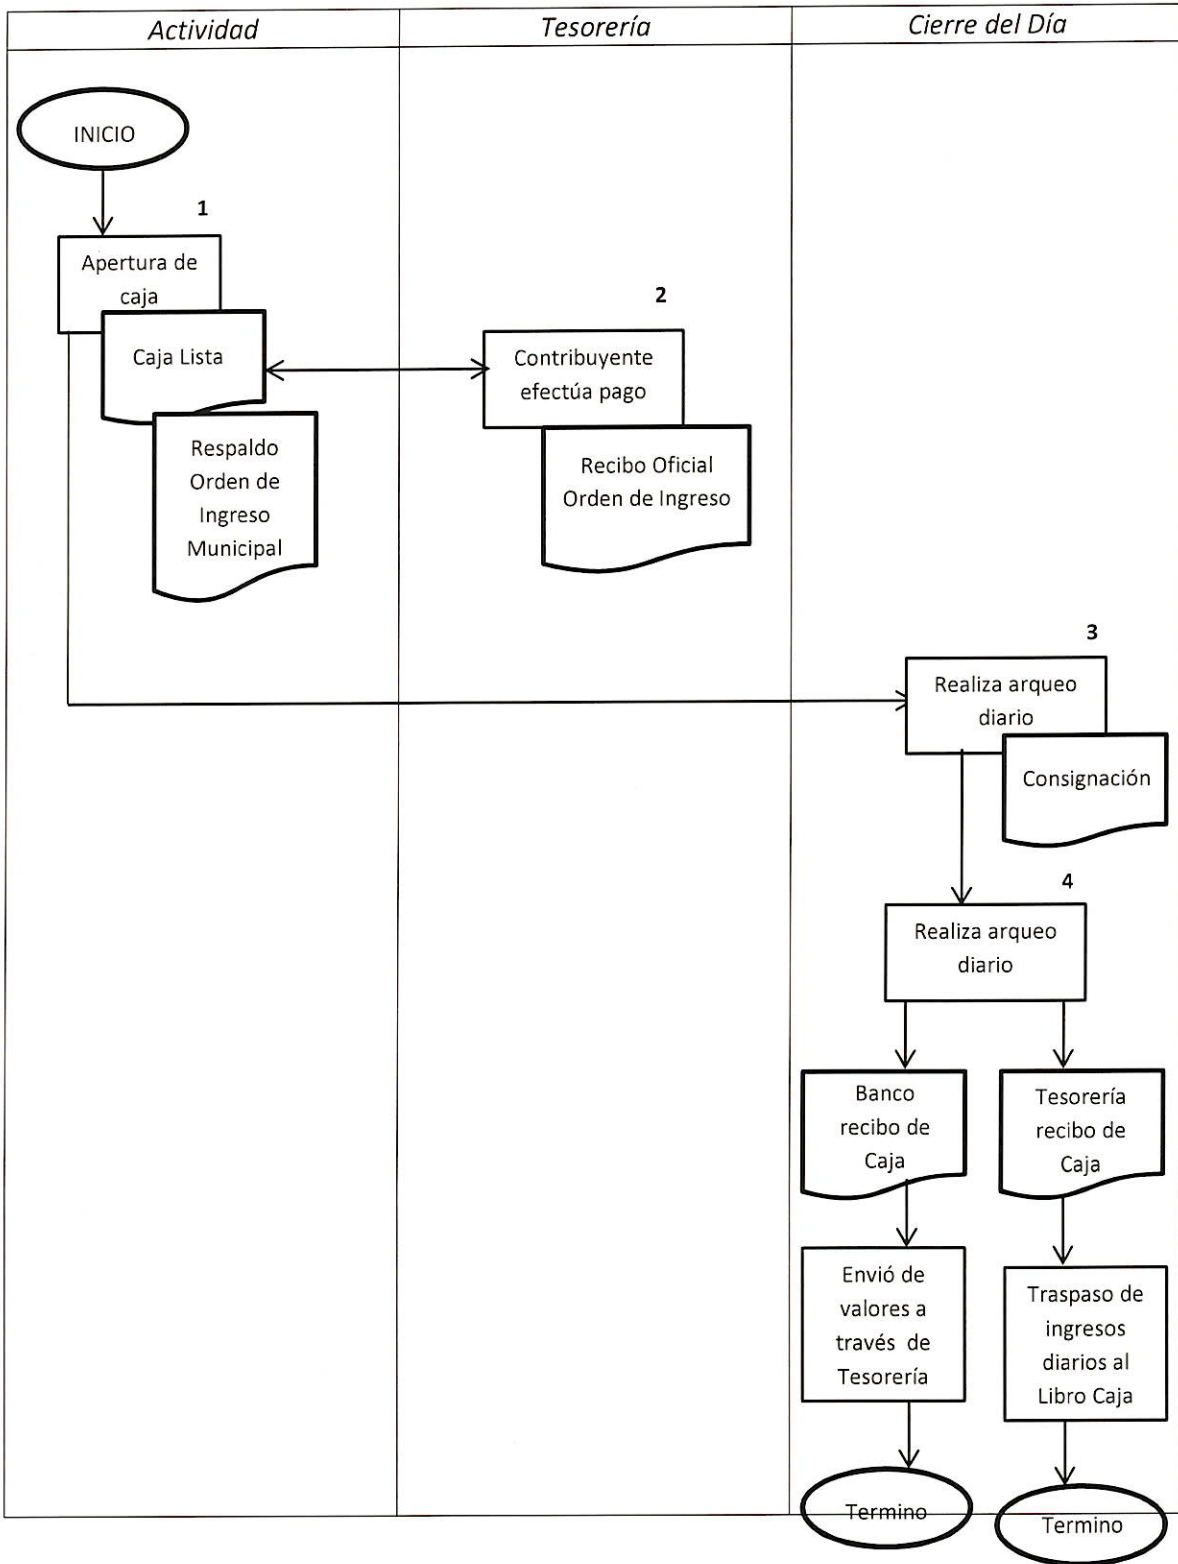 Actividad
Tesorería
Cierre del Día
INICIO
1
Apertura de
caja
Caja Lista
Respaldo
Orden de
Ingreso
Municipal
2
Contribuyente
efectúa pago
Recibo Oficial
Orden de Ingreso
3
Realiza arqueo
diario
Consignación
4
Realiza arqueo
diario
Banco
recibo de
Caja
Tesorería
recibo de
Caja
Envió de
valores a
través de
Tesorería
Traspaso de
ingresos
diarios al
Libro Caja
Termino
Termino